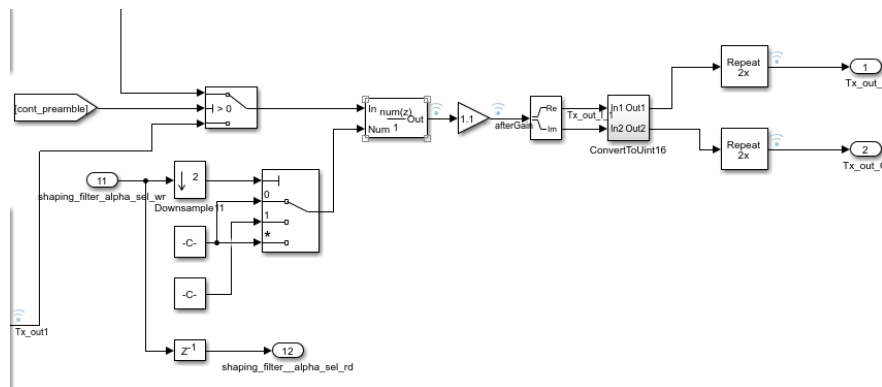 [cont_preamble]
> 0
In
num(z)
1
Out
Num
1.1
afterGain
Re
Im
Tx_out_I_1
In1 Out1
In2 Out2
ConvertToUint16
Repeat
2x
1
Tx_out_
Repeat
2x
2
Tx_out_
11
shaping_filter_alpha_sel_wr
2
Downsample11
0
1
*
-C-
-C-
Tx_out1
Z-1
12
shaping_filter__alpha_sel_rd